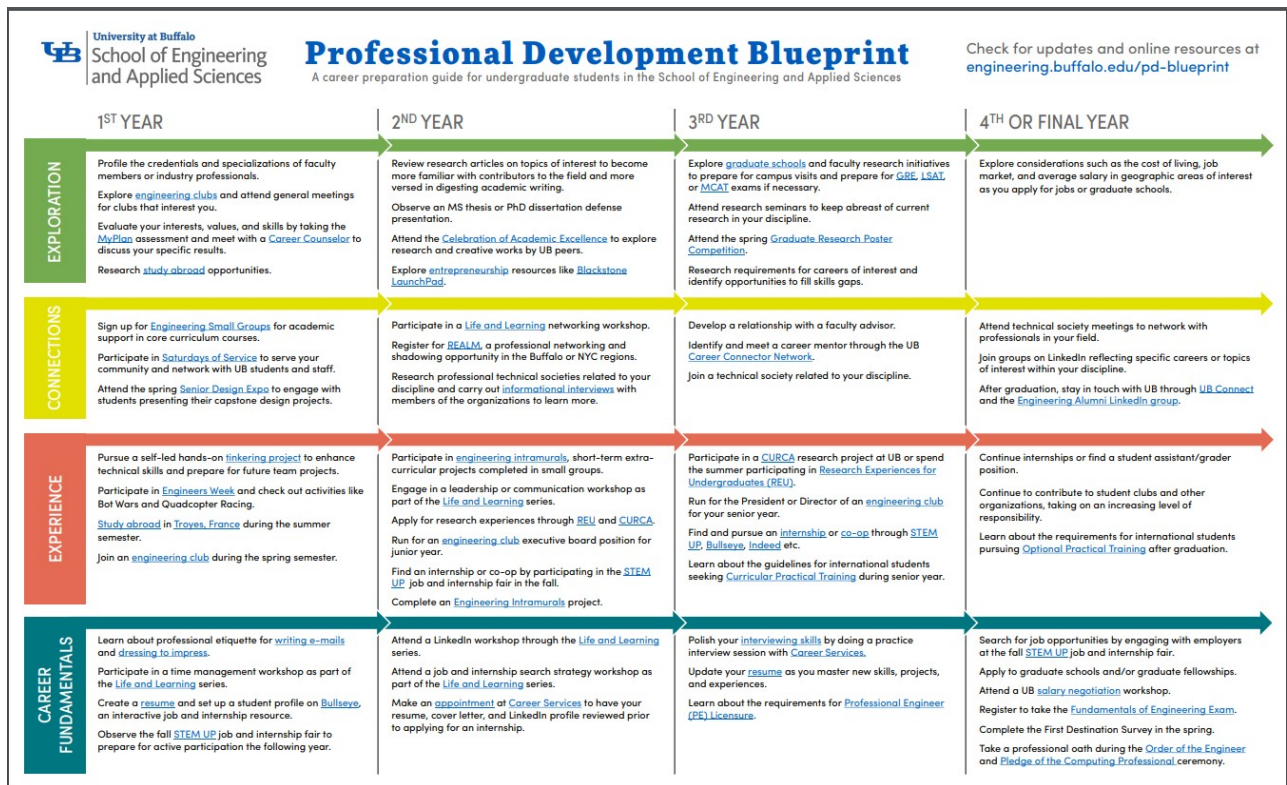 University at Buffalo
UB
School of Engineering
and Applied Sciences
Professional Development Blueprint
A career preparation guide for undergraduate students in the School of Engineering and Applied Sciences
Check for updates and online resources at
engineering.buffalo.edu/pd-blueprint
1ST YEAR
2ND YEAR
3RD YEAR
4TH OR FINAL YEAR
EXPLORATION
Profile the credentials and specializations of faculty
members or industry professionals.
Explore engineering clubs and attend general meetings
for clubs that interest you.
Evaluate your interests, values, and skills by taking the
MyPlan assessment and meet with a Career Counselor to
discuss your specific results.
Research study abroad opportunities.
Review research articles on topics of interest to become
more familiar with contributors to the field and more
versed in digesting academic writing.
Observe an MS thesis or PhD dissertation defense
presentation.
Attend the Celebration of Academic Excellence to explore
research and creative works by UB peers.
Explore entrepreneurship resources like Blackstone
LaunchPad.
Explore graduate schools and faculty research initiatives
to prepare for campus visits and prepare for GRE, LSAT,
or MCAT exams if necessary.
Attend research seminars to keep abreast of current
research in your discipline.
Attend the spring Graduate Research Poster
Competition.
Research requirements for careers of interest and
identify opportunities to fill skills gaps.
Explore considerations such as the cost of living, job
market, and average salary in geographic areas of interest
as you apply for jobs or graduate schools.
CONNECTIONS
Sign up for Engineering Small Groups for academic
support in core curriculum courses.
Participate in Saturdays of Service to serve your
community and network with UB students and staff.
Attend the spring Senior Design Expo to engage with
students presenting their capstone design projects.
Participate in a Life and Learning networking workshop.
Register for REALM, a professional networking and
shadowing opportunity in the Buffalo or NYC regions.
Research professional technical societies related to your
discipline and carry out informational interviews with
members of the organizations to learn more.
Develop a relationship with a faculty advisor.
Identify and meet a career mentor through the UB
Career Connector Network.
Join a technical society related to your discipline.
Attend technical society meetings to network with
professionals in your field.
Join groups on LinkedIn reflecting specific careers or topics
of interest within your discipline.
After graduation, stay in touch with UB through UB Connect
and the Engineering Alumni LinkedIn group.
EXPERIENCE
Pursue a self-led hands-on tinkering project to enhance
technical skills and prepare for future team projects.
Participate in Engineers Week and check out activities like
Bot Wars and Quadcopter Racing.
Study abroad in Troyes, France during the summer
semester.
Join an engineering club during the spring semester.
Participate in engineering intramurals, short-term extra-
curricular projects completed in small groups.
Engage in a leadership or communication workshop as
part of the Life and Learning series.
Apply for research experiences through REU and CURCA.
Run for an engineering club executive board position for
junior year.
Find an internship or co-op by participating in the STEM
UP job and internship fair in the fall.
Complete an Engineering Intramurals project.
Participate in a CURCA research project at UB or spend
the summer participating in Research Experiences for
Undergraduates (REU).
Run for the President or Director of an engineering club
for your senior year.
Find and pursue an internship or co-op through STEM
UP, Bullseye, Indeed etc.
Learn about the guidelines for international students
seeking Curricular Practical Training during senior year.
Continue internships or find a student assistant/grader
position.
Continue to contribute to student clubs and other
organizations, taking on an increasing level of
responsibility.
Learn about the requirements for international students
pursuing Optional Practical Training after graduation.
CAREER
FUNDAMENTALS
Learn about professional etiquette for writing e-mails
and dressing to impress.
Participate in a time management workshop as part of
the Life and Learning series.
Create a resume and set up a student profile on Bullseye,
an interactive job and internship resource.
Observe the fall STEM UP job and internship fair to
prepare for active participation the following year.
Attend a LinkedIn workshop through the Life and Learning
series.
Attend a job and internship search strategy workshop as
part of the Life and Learning series.
Make an appointment at Career Services to have your
resume, cover letter, and LinkedIn profile reviewed prior
to applying for an internship.
Polish your interviewing skills by doing a practice
interview session with Career Services.
Update your resume as you master new skills, projects,
and experiences.
Learn about the requirements for Professional Engineer
(PE) Licensure.
Search for job opportunities by engaging with employers
at the fall STEM UP job and internship fair.
Apply to graduate schools and/or graduate fellowships.
Attend a UB salary negotiation workshop.
Register to take the Fundamentals of Engineering Exam.
Complete the First Destination Survey in the spring.
Take a professional oath during the Order of the Engineer
and Pledge of the Computing Professional ceremony.